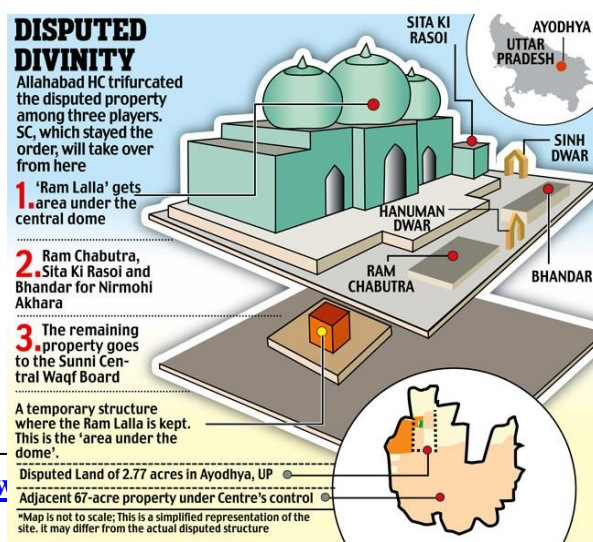 DISPUTED
DIVINITY
Allahabad HC trifurcated
the disputed property
among three players.
SC, which stayed the
order, will take over
from here
1. ‘Ram Lalla’ gets
area under the
central dome
2. Ram Chabutra,
Sita Ki Rasoi and
Bhandar for Nirmohi
Akhara
3. The remaining
property goes
to the Sunni Cen-
tral Waqf Board
A temporary structure
where the Ram Lalla is kept.
This is the ‘area under the
dome’.
Disputed Land of 2.77 acres in Ayodhya, UP
Adjacent 67-acre property under Centre’s control
*Map is not to scale; This is a simplified representation of the
site. it may differ from the actual disputed structure
SITA KI
RASOI
AYODHYA
UTTAR
PRADESH
SINH
DWAR
HANUMAN
DWAR
RAM
CHABUTRA
BHANDAR